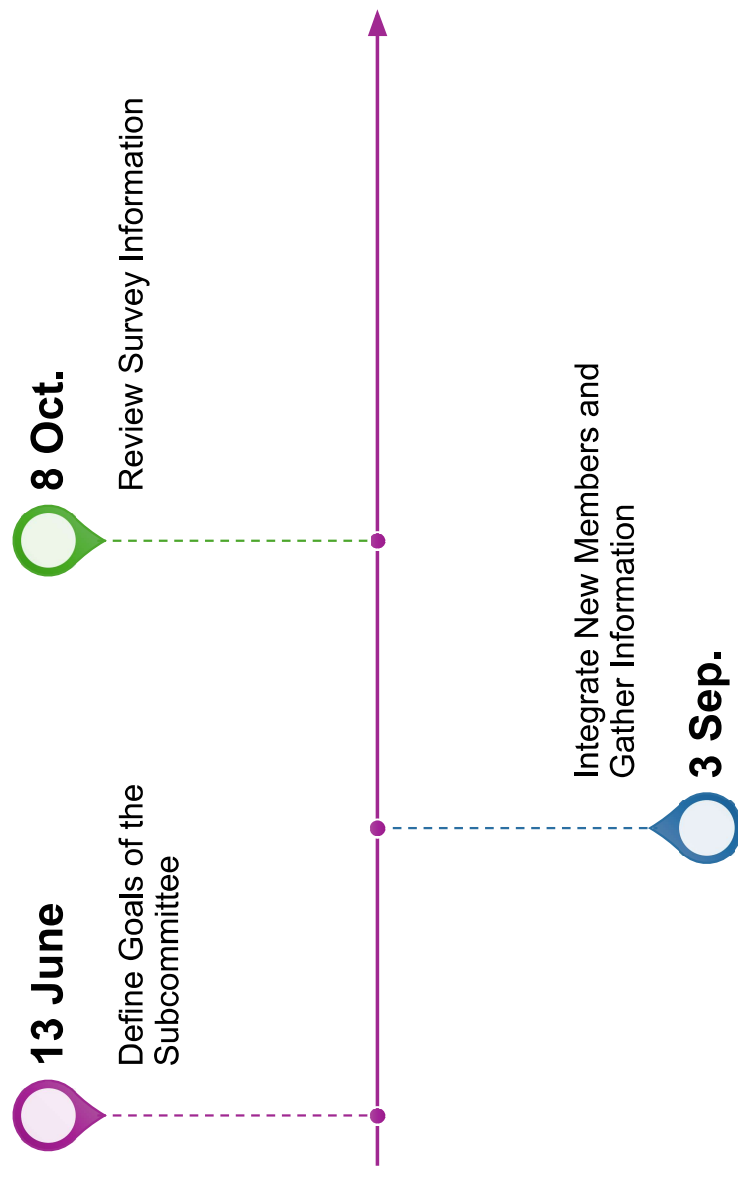 13 June
Define Goals of the
Subcommittee
Integrate New Members and
Gather Information
3 Sep.
8 Oct.
Review Survey Information